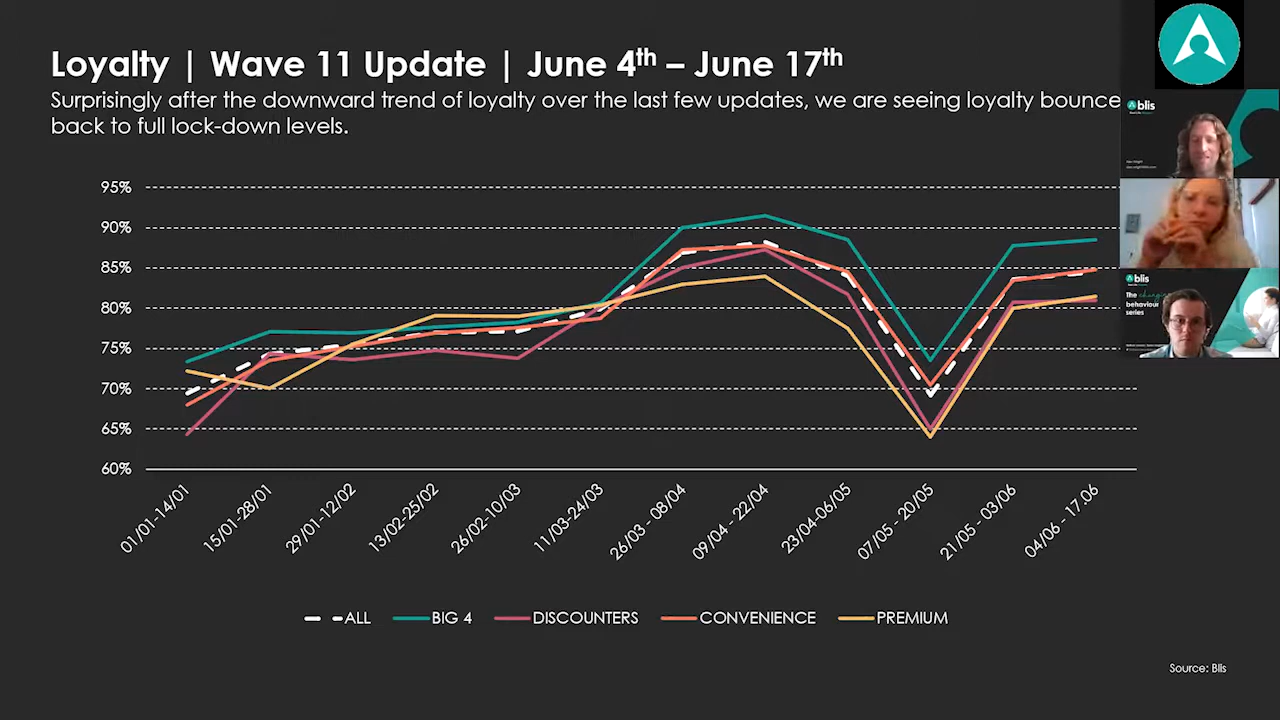 Loyalty | Wave 11 Update | June 4th – June 17th
Surprisingly after the downward trend of loyalty over the last few updates, we are seeing loyalty bounce
back to full lock-down levels.
95%
90%
85%
80%
75%
70%
65%
60%
01/01-14/01
15/01-28/01
29/01-12/02
13/02-25/02
26/02-10/03
11/03-24/03
26/03 - 08/04
09/04 - 22/04
23/04-06/05
07/05 - 20/05
21/05 - 03/06
04/06 - 17.06
ALL BIG 4 DISCOUNTERS CONVENIENCE PREMIUM
Source: Blis
blis
blis
The changing
behaviour
series